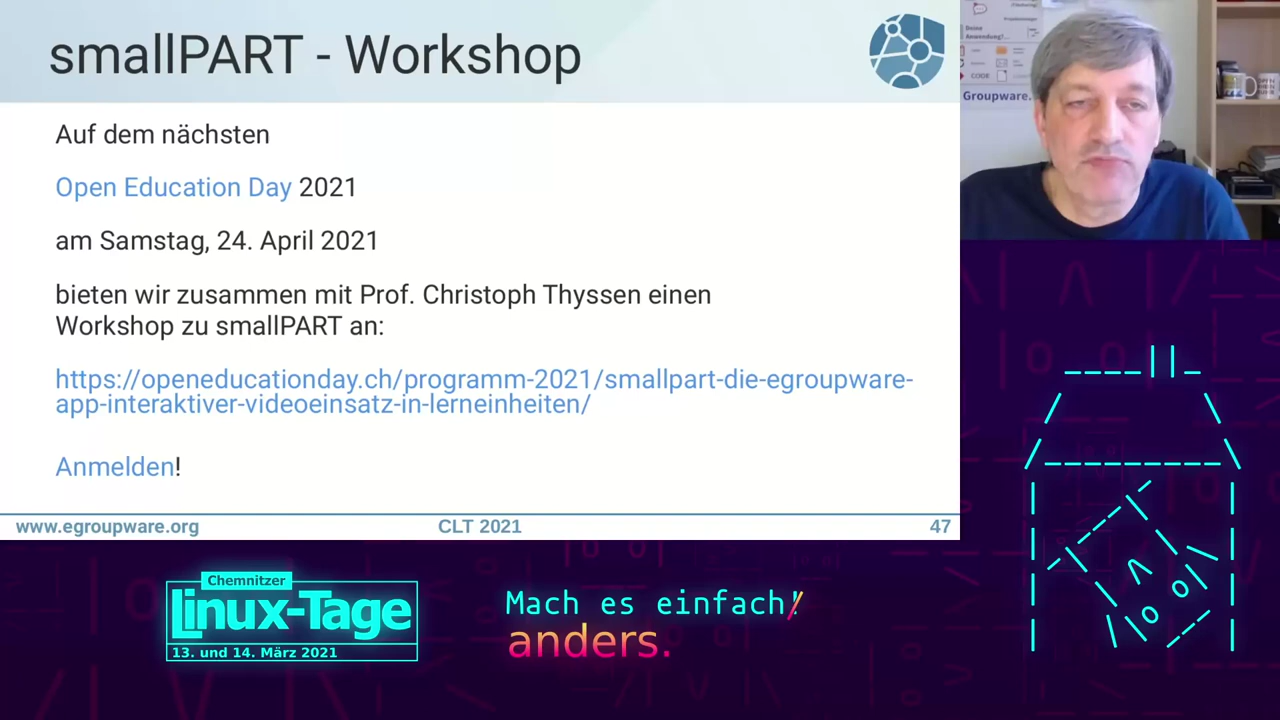 smallPART - Workshop
Auf dem nächsten
Open Education Day 2021
am Samstag, 24. April 2021
bieten wir zusammen mit Prof. Christoph Thyssen einen
Workshop zu smallPART an:
https://openeducationday.ch/programm-2021/smallpart-die-egroupware-
app-interaktiver-videoeinsatz-in-lerneinheiten/
Anmelden!
www.egroupware.org
CLT 2021
47
Deine
Anwendung?...
CODE
Groupware.
Chemnitzer
Linux-Tage
13. und 14. März 2021
Mach es einfach!
anders.